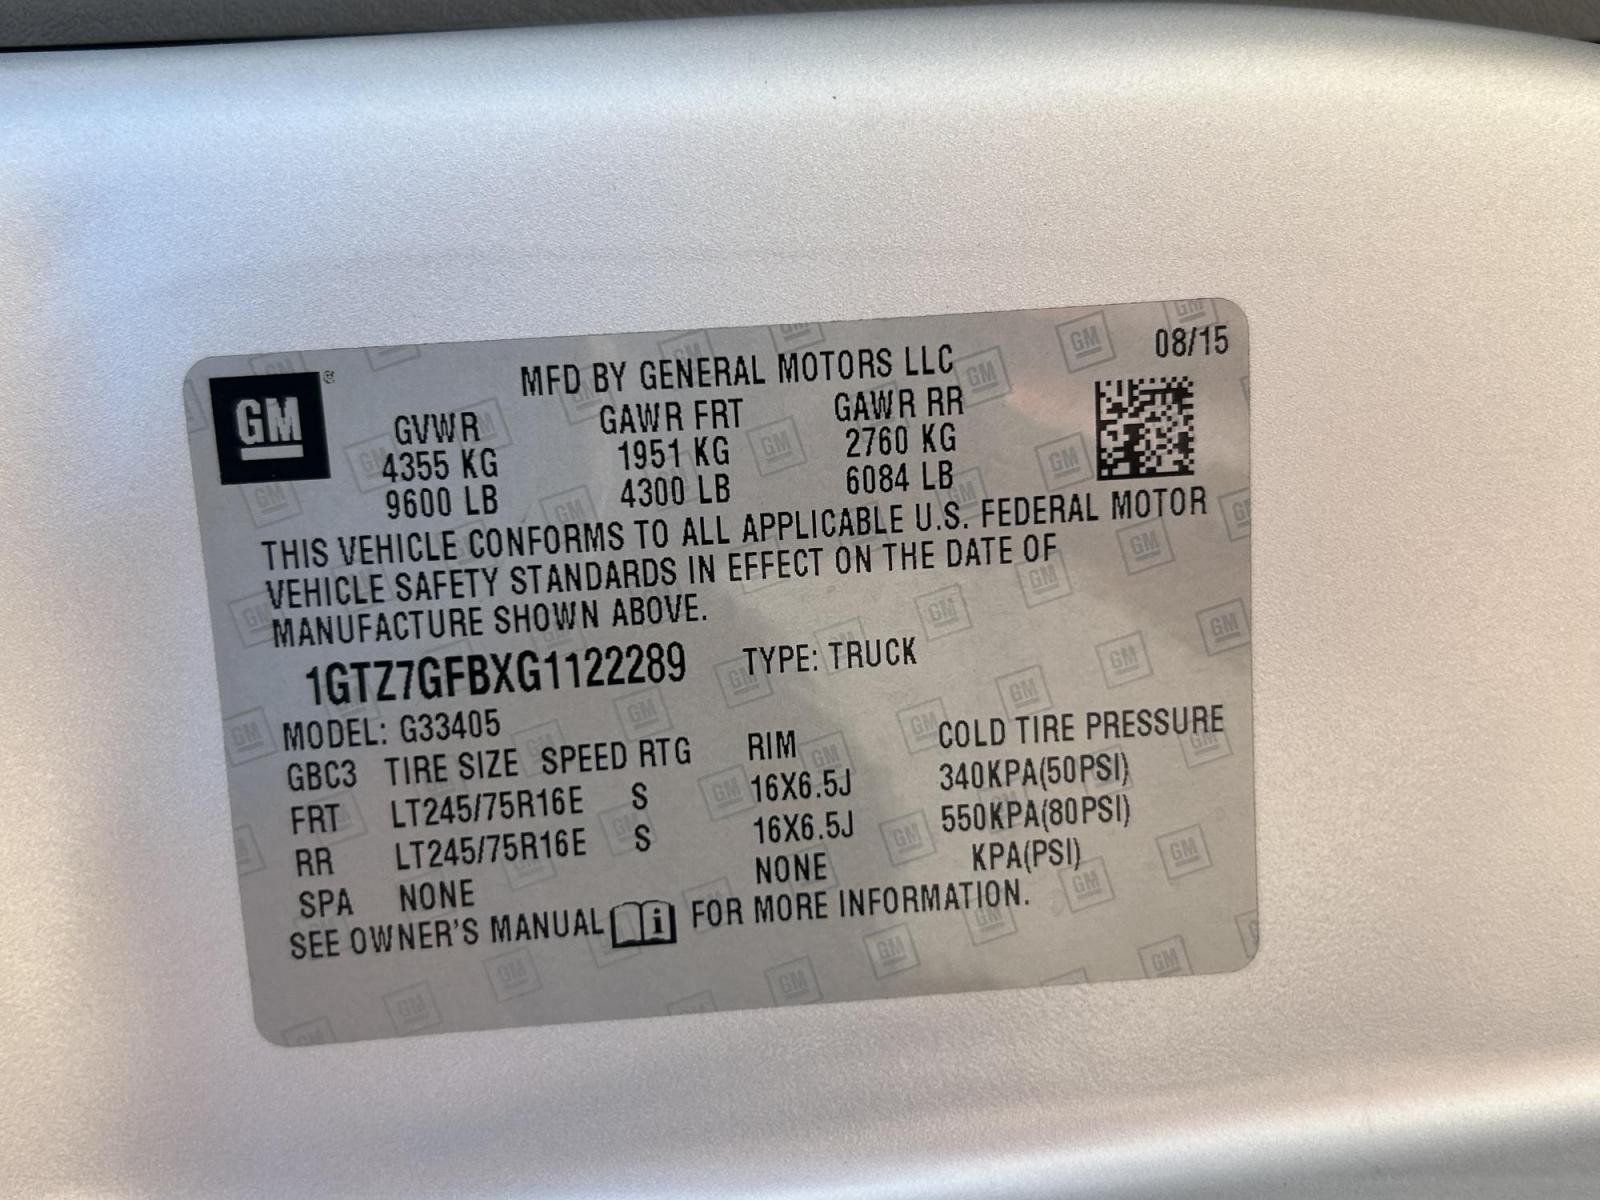 08/15
GM ® MFD BY GENERAL MOTORS LLC
GVWR GAWR FRT GAWR RR
4355 KG 1951 KG 2760 KG
9600 LB 4300 LB 6084 LB
THIS VEHICLE CONFORMS TO ALL APPLICABLE U.S. FEDERAL MOTOR
VEHICLE SAFETY STANDARDS IN EFFECT ON THE DATE OF
MANUFACTURE SHOWN ABOVE.
1GTZ7GFBXG1122289 TYPE: TRUCK
MODEL: G33405
GBC3 TIRE SIZE SPEED RTG RIM COLD TIRE PRESSURE
FRT LT245/75R16E S 16X6.5J 340KPA(50PSI)
RR LT245/75R16E S 16X6.5J 550KPA(80PSI)
SPA NONE NONE KPA(PSI)
SEE OWNER'S MANUAL i FOR MORE INFORMATION.